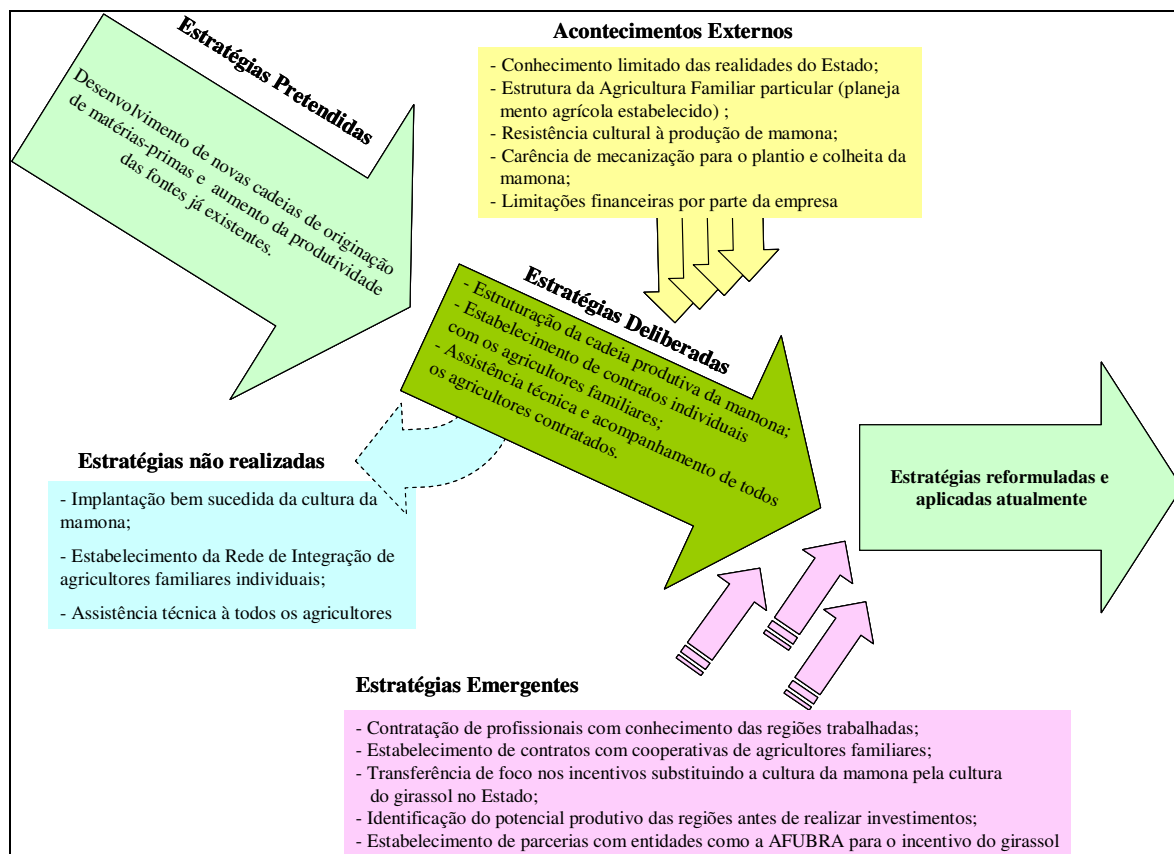 Estratégias Pretendidas
Desenvolvimento de novas cadeias de originação
de matérias-primas e aumento da produtividade
das fontes já existentes.
Acontecimentos Externos
- Conhecimento limitado das realidades do Estado;
- Estrutura da Agricultura Familiar particular (planeja
mento agrícola estabelecido) ;
- Resistência cultural à produção de mamona;
- Carência de mecanização para o plantio e colheita da
mamona;
- Limitações financeiras por parte da empresa
Estratégias Deliberadas
- Estruturação da cadeia produtiva da mamona;
- Estabelecimento de contratos individuais
com os agricultores familiares;
- Assistência técnica e acompanhamento de todos
os agricultores contratados.
Estratégias não realizadas
- Implantação bem sucedida da cultura da
mamona;
- Estabelecimento da Rede de Integração de
agricultores familiares individuais;
- Assistência técnica à todos os agricultores
Estratégias reformuladas e
aplicadas atualmente
Estratégias Emergentes
- Contratação de profissionais com conhecimento das regiões trabalhadas;
- Estabelecimento de contratos com cooperativas de agricultores familiares;
- Transferência de foco nos incentivos substituindo a cultura da mamona pela cultura
do girassol no Estado;
- Identificação do potencial produtivo das regiões antes de realizar investimentos;
- Estabelecimento de parcerias com entidades como a AFUBRA para o incentivo do girassol